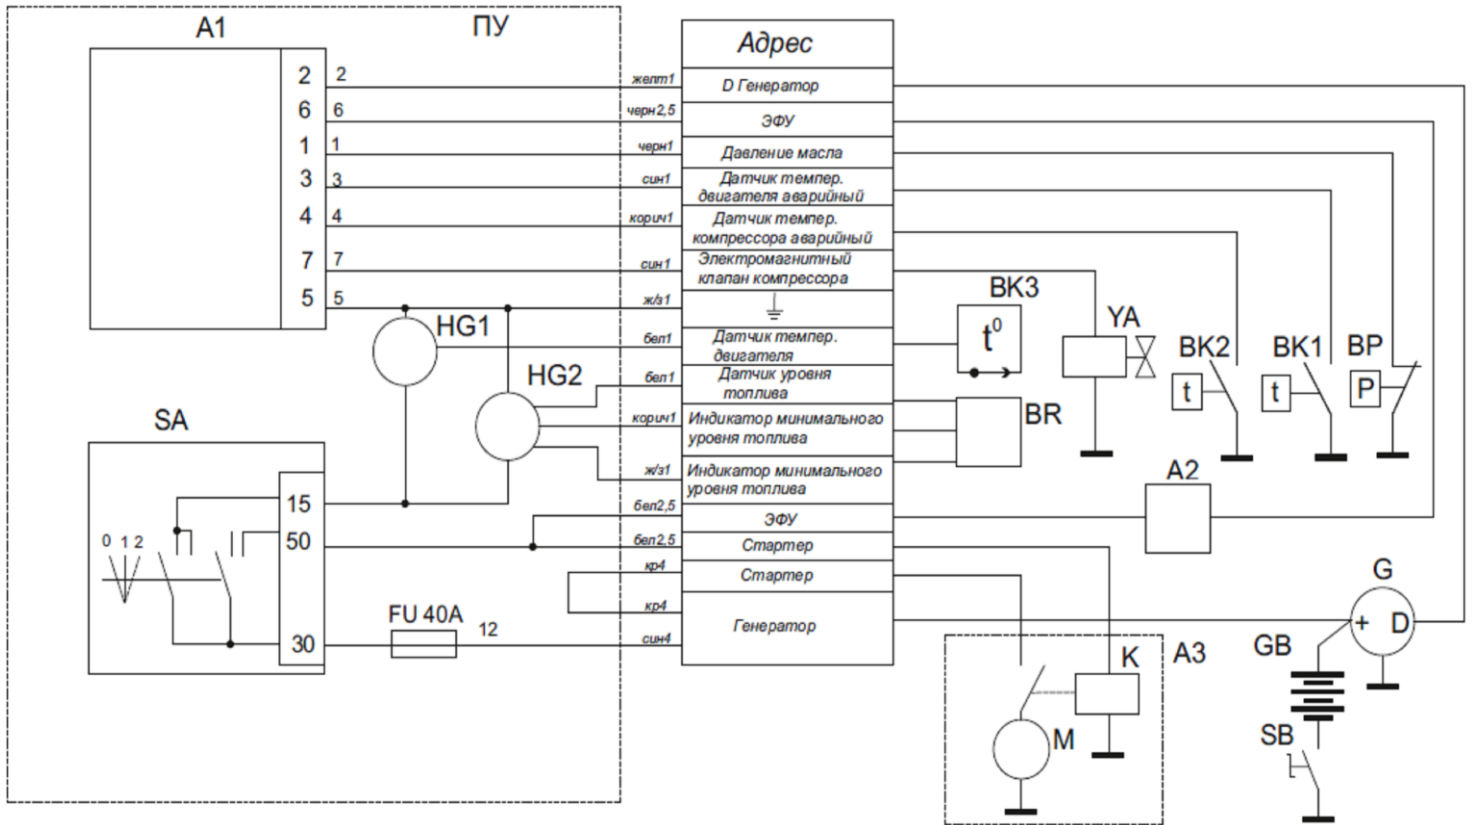 А1
ПУ
Адрес
2
2
желт1
D Генератор
6
6
черн2,5
ЭФУ
1
1
черн1
Давление масла
3
3
син1
Датчик темпер.
двигателя аварийный
4
4
корич1
Датчик темпер.
компрессора аварийный
7
7
син1
Электромагнитный
клапан компрессора
5
5
ж/з1
HG1
бел1
Датчик темпер.
двигателя
HG2
бел1
Датчик уровня
топлива
корич1
Индикатор минимального
уровня топлива
ж/з1
Индикатор минимального
уровня топлива
SA
15
бел2,5
ЭФУ
50
0 1 2
бел2,5
Стартер
кр4
Стартер
кр4
Генератор
FU 40A
12
30
син4
BK3
t⁰
YA
BK2
t
BK1
t
BP
P
BR
A2
G
+ D
GB
SB
A3
K
M